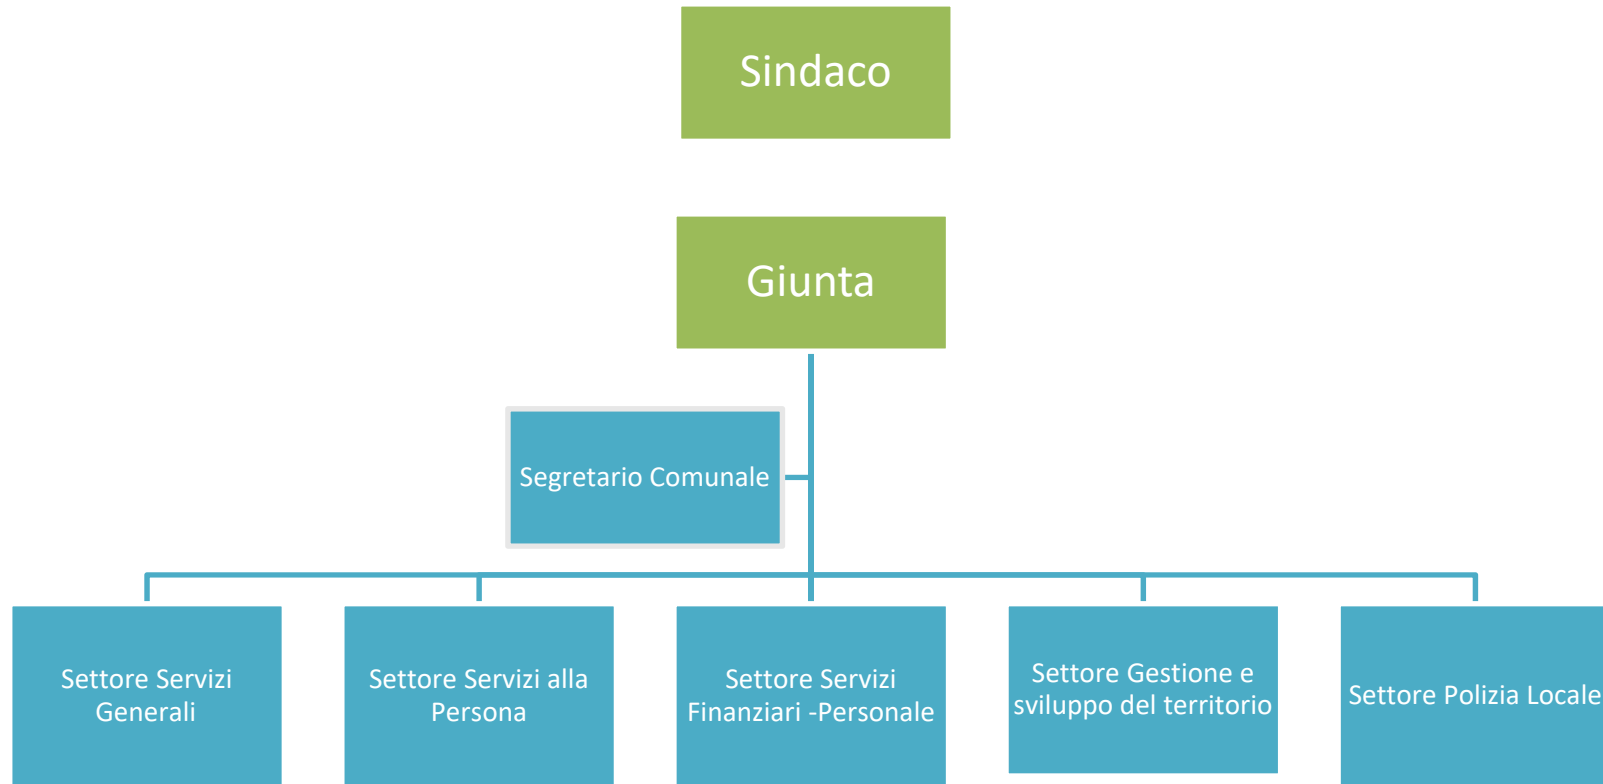 Sindaco
Giunta
Segretario Comunale
Settore Servizi
Generali
Settore Servizi alla
Persona
Settore Servizi
Finanziari -Personale
Settore Gestione e
sviluppo del territorio
Settore Polizia Locale